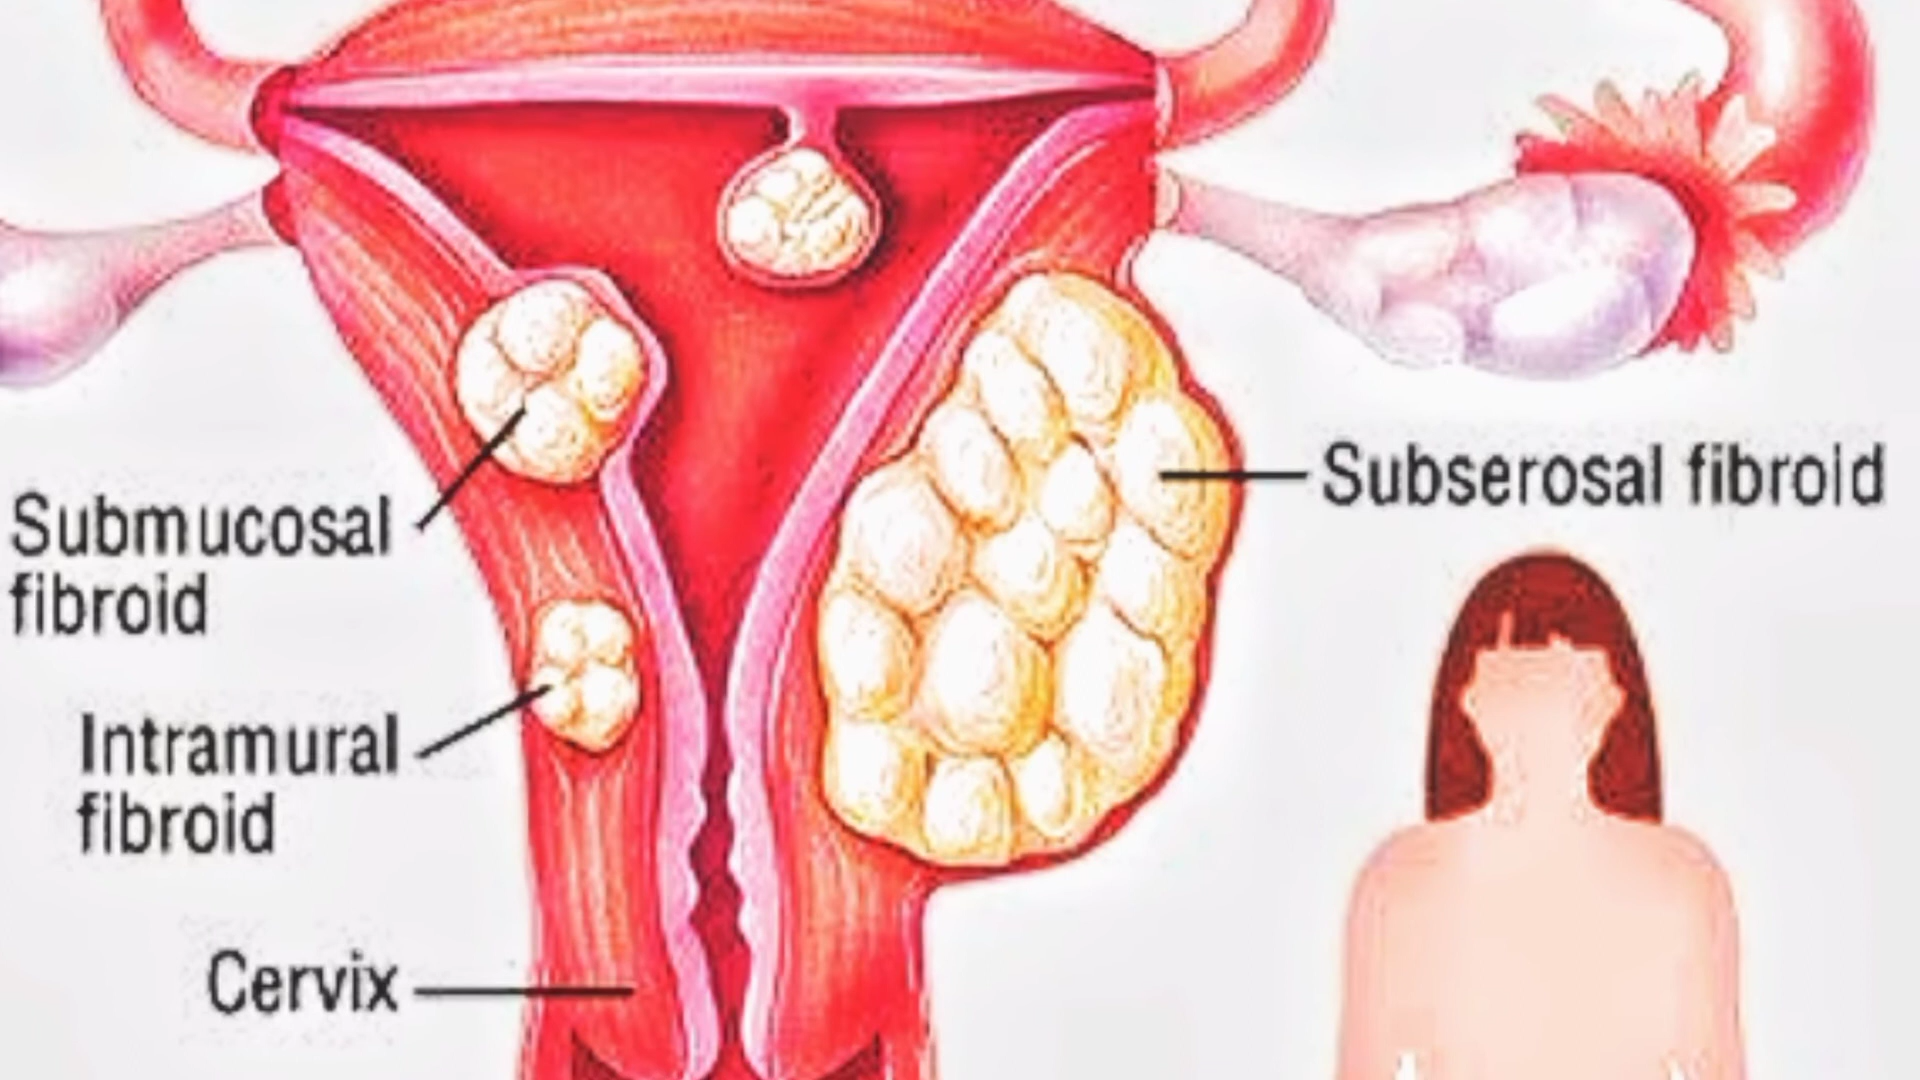 Submucosal
fibroid
Subserosal fibroid
Intramural
fibroid
Cervix